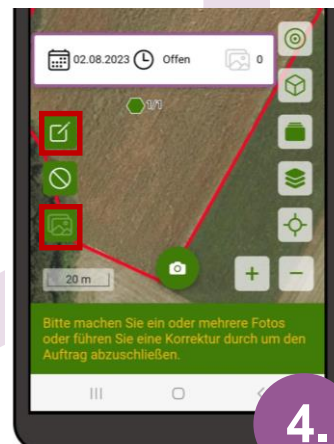 02.08.2023 Offen 0
1/1
20 m
+ −
Bitte machen Sie ein oder mehrere Fotos
oder führen Sie eine Korrektur durch um den
Auftrag abzuschließen.
4.